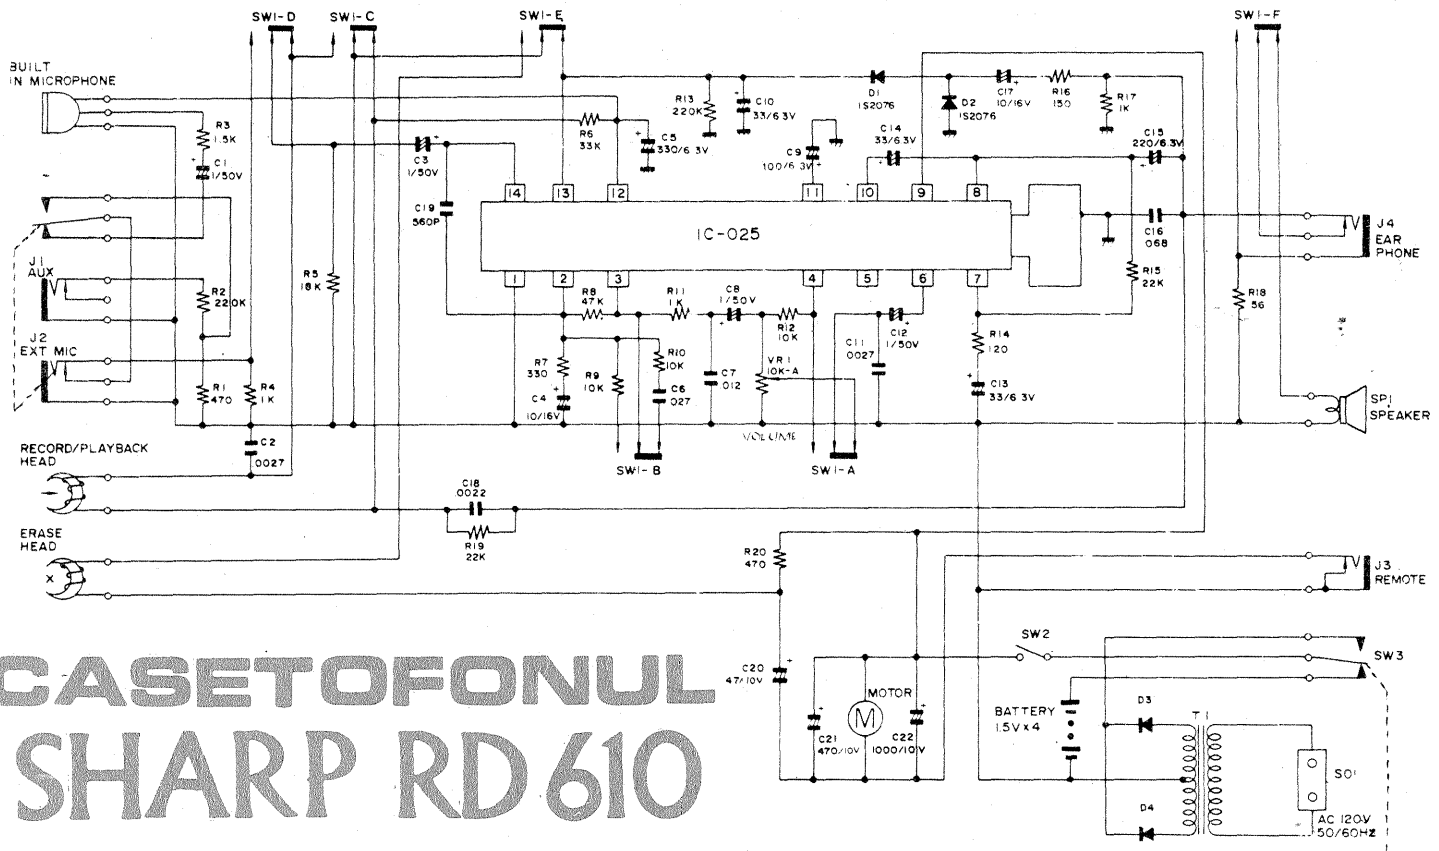 SW1-D
SW1-C
SW1-E
SW1-F
BUILT
IN MICROPHONE
R3
1.5K
C1
1/50V
J1
AUX
R2
220K
J2
EXT MIC
R1
470
R4
1K
C2
.0027
RECORD/PLAYBACK
HEAD
ERASE
HEAD
R5
18K
C3
1/50V
C19
560P
R6
33K
C5
330/6.3V
R13
220K
C10
33/6.3V
D1
1S2076
D2
1S2076
C17
10/16V
R16
150
R17
1K
C9
100/6.3V
C14
33/6.3V
C15
220/6.3V
14
13
12
11
10
9
8
IC-025
1
2
3
4
5
6
7
C16
.068
R15
22K
J4
EAR
PHONE
R18
56
R8
47K
R11
1K
C8
1/50V
R12
10K
C12
1/50V
C11
.0027
R14
120
C13
33/6.3V
R7
330
C4
10/16V
R9
10K
R10
10K
C6
.027
C7
.012
VR1
10K-A
VOLUME
SW1-B
SW1-A
SP1
SPEAKER
C18
.0022
R19
22K
R20
470
J3
REMOTE
SW2
SW3
C20
47/10V
C21
470/10V
MOTOR
M
C22
1000/10V
BATTERY
1.5V x 4
D3
D4
T1
SO1
AC 120V
50/60Hz
CASETOFONUL
SHARP RD 610